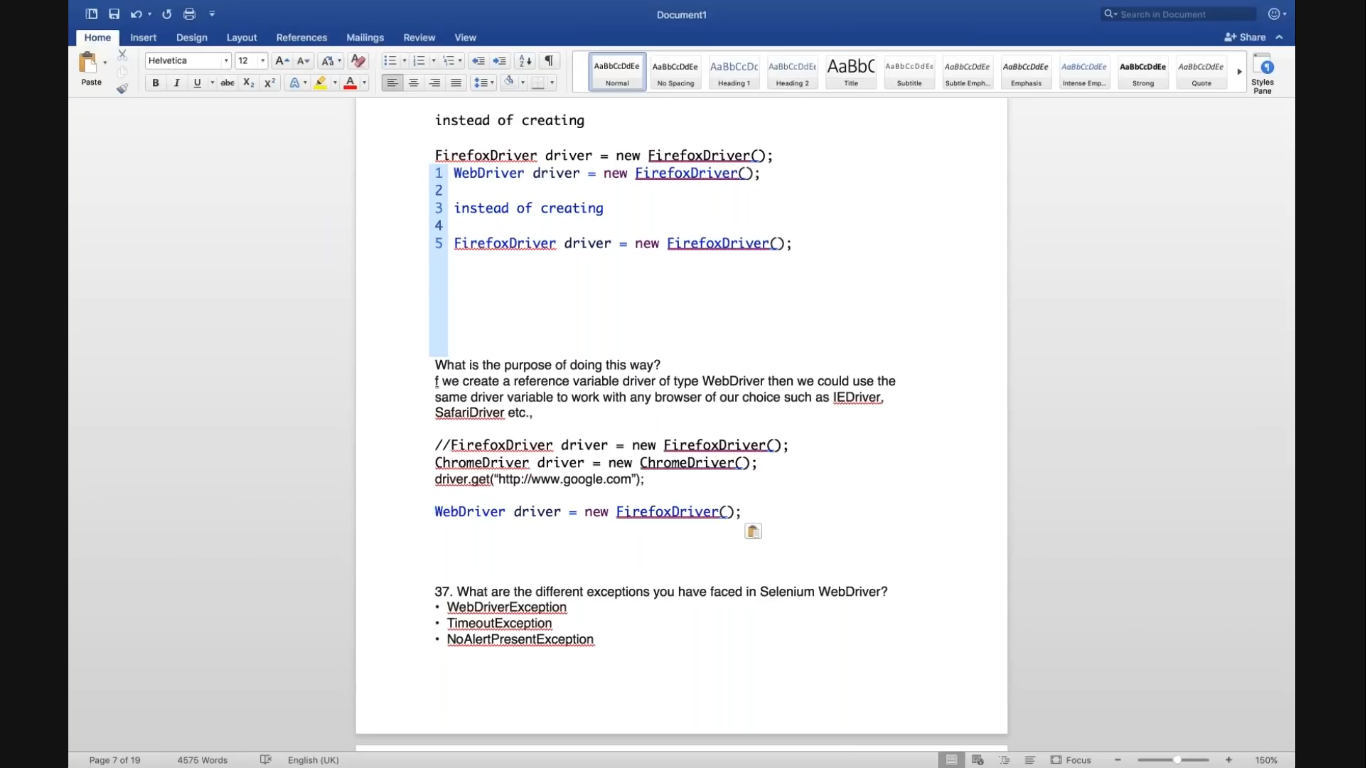 Document1
Search in Document
Home Insert Design Layout References Mailings Review View
Share
Paste
Helvetica 12
B I U abc X2 X2 A A
AaBbCcDdEe AaBbCcDdEe AaBbCcDc AaBbCcDdEe AaBbC AaBbCcDdEe AaBbCcDdEe AaBbCcDdEe AaBbCcDdEe AaBbCcDdEe AaBbCcDdEe
Normal No Spacing Heading 1 Heading 2 Title Subtitle Subtle Emph... Emphasis Intense Emp... Strong Quote
Styles Pane
instead of creating
FirefoxDriver driver = new FirefoxDriver();
1 WebDriver driver = new FirefoxDriver();
2
3 instead of creating
4
5 FirefoxDriver driver = new FirefoxDriver();
What is the purpose of doing this way?
f we create a reference variable driver of type WebDriver then we could use the
same driver variable to work with any browser of our choice such as IEDriver,
SafariDriver etc.,
//FirefoxDriver driver = new FirefoxDriver();
ChromeDriver driver = new ChromeDriver();
driver.get(“http://www.google.com”);
WebDriver driver = new FirefoxDriver();
37. What are the different exceptions you have faced in Selenium WebDriver?
• WebDriverException
• TimeoutException
• NoAlertPresentException
Page 7 of 19 4575 Words English (UK) Focus 150%